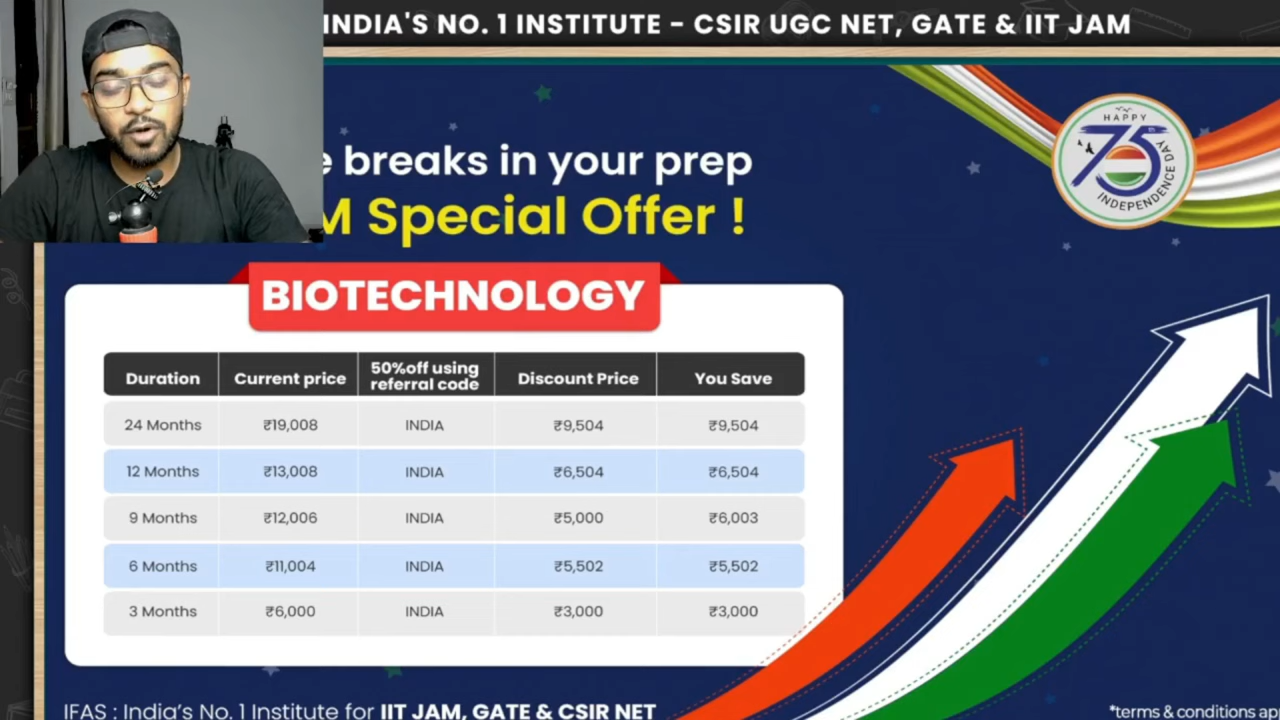 INDIA'S NO. 1 INSTITUTE - CSIR UGC NET, GATE & IIT JAM
HAPPY
75
INDEPENDENCE DAY
breaks in your prep
Special Offer !
BIOTECHNOLOGY
Duration Current price 50%off using referral code Discount Price You Save
24 Months ₹19,008 INDIA ₹9,504 ₹9,504
12 Months ₹13,008 INDIA ₹6,504 ₹6,504
9 Months ₹12,006 INDIA ₹5,000 ₹6,003
6 Months ₹11,004 INDIA ₹5,502 ₹5,502
3 Months ₹6,000 INDIA ₹3,000 ₹3,000
IFAS : India's No. 1 Institute for IIT JAM, GATE & CSIR NET
*terms & conditions